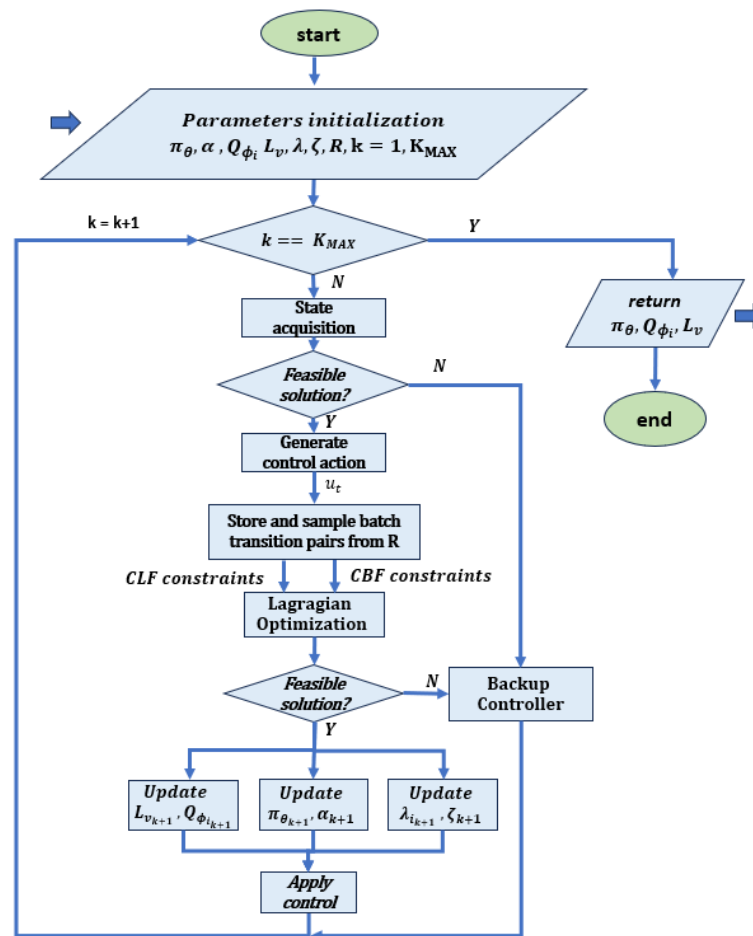 start
Parameters initialization
π_θ, α , Q_ϕ_i L_v, λ, ζ, R, k = 1, K_MAX
k = k+1
k == K_MAX
Y
N
State
acquisition
return
π_θ, Q_ϕ_i, L_v
end
Feasible
solution?
N
Y
Generate
control action
u_t
Store and sample batch
transition pairs from R
CLF constraints
CBF constraints
Lagragian
Optimization
Feasible
solution?
N
Backup
Controller
Y
Update
L_v_k+1, Q_ϕ_i_k+1
Update
π_θ_k+1, α_k+1
Update
λ_i_k+1, ζ_k+1
Apply
control